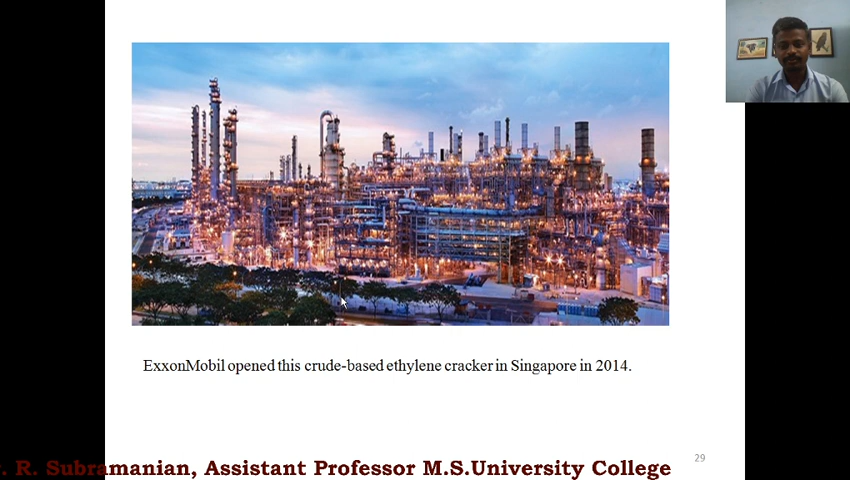 ExxonMobil opened this crude-based ethylene cracker in Singapore in 2014.
29
. R. Subramanian, Assistant Professor M.S.University College